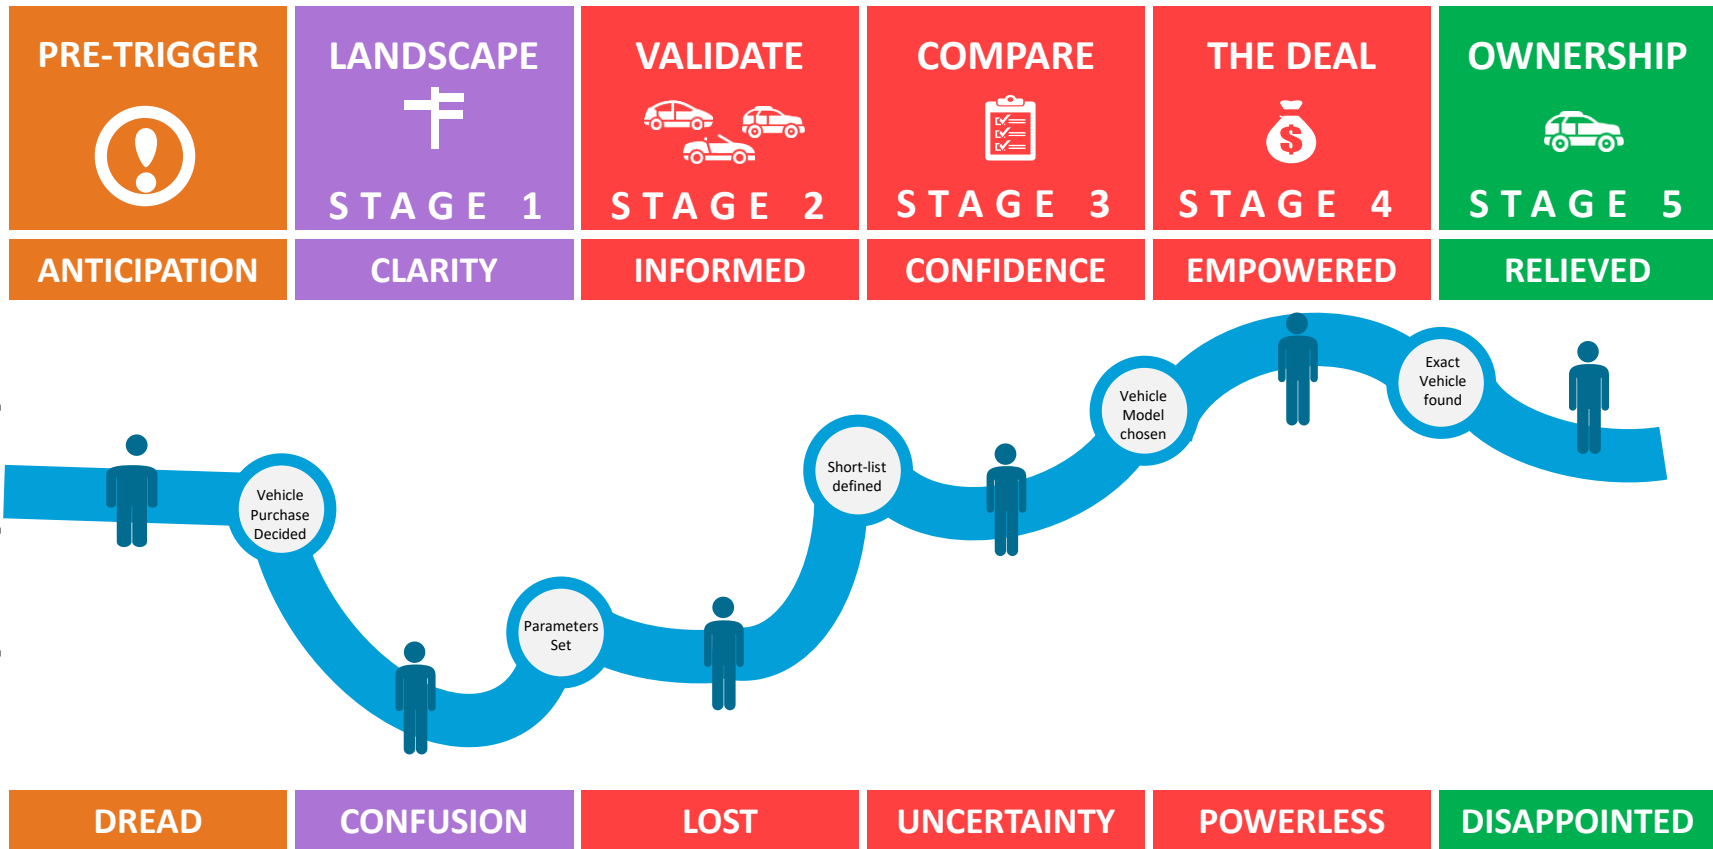 PRE-TRIGGER
LANDSCAPE
VALIDATE
COMPARE
THE DEAL
OWNERSHIP
$
STAGE 1
STAGE 2
STAGE 3
STAGE 4
STAGE 5
ANTICIPATION
CLARITY
INFORMED
CONFIDENCE
EMPOWERED
RELIEVED
Vehicle
Purchase
Decided
Parameters
Set
Short-list
defined
Vehicle
Model
chosen
Exact
Vehicle
found
DREAD
CONFUSION
LOST
UNCERTAINTY
POWERLESS
DISAPPOINTED